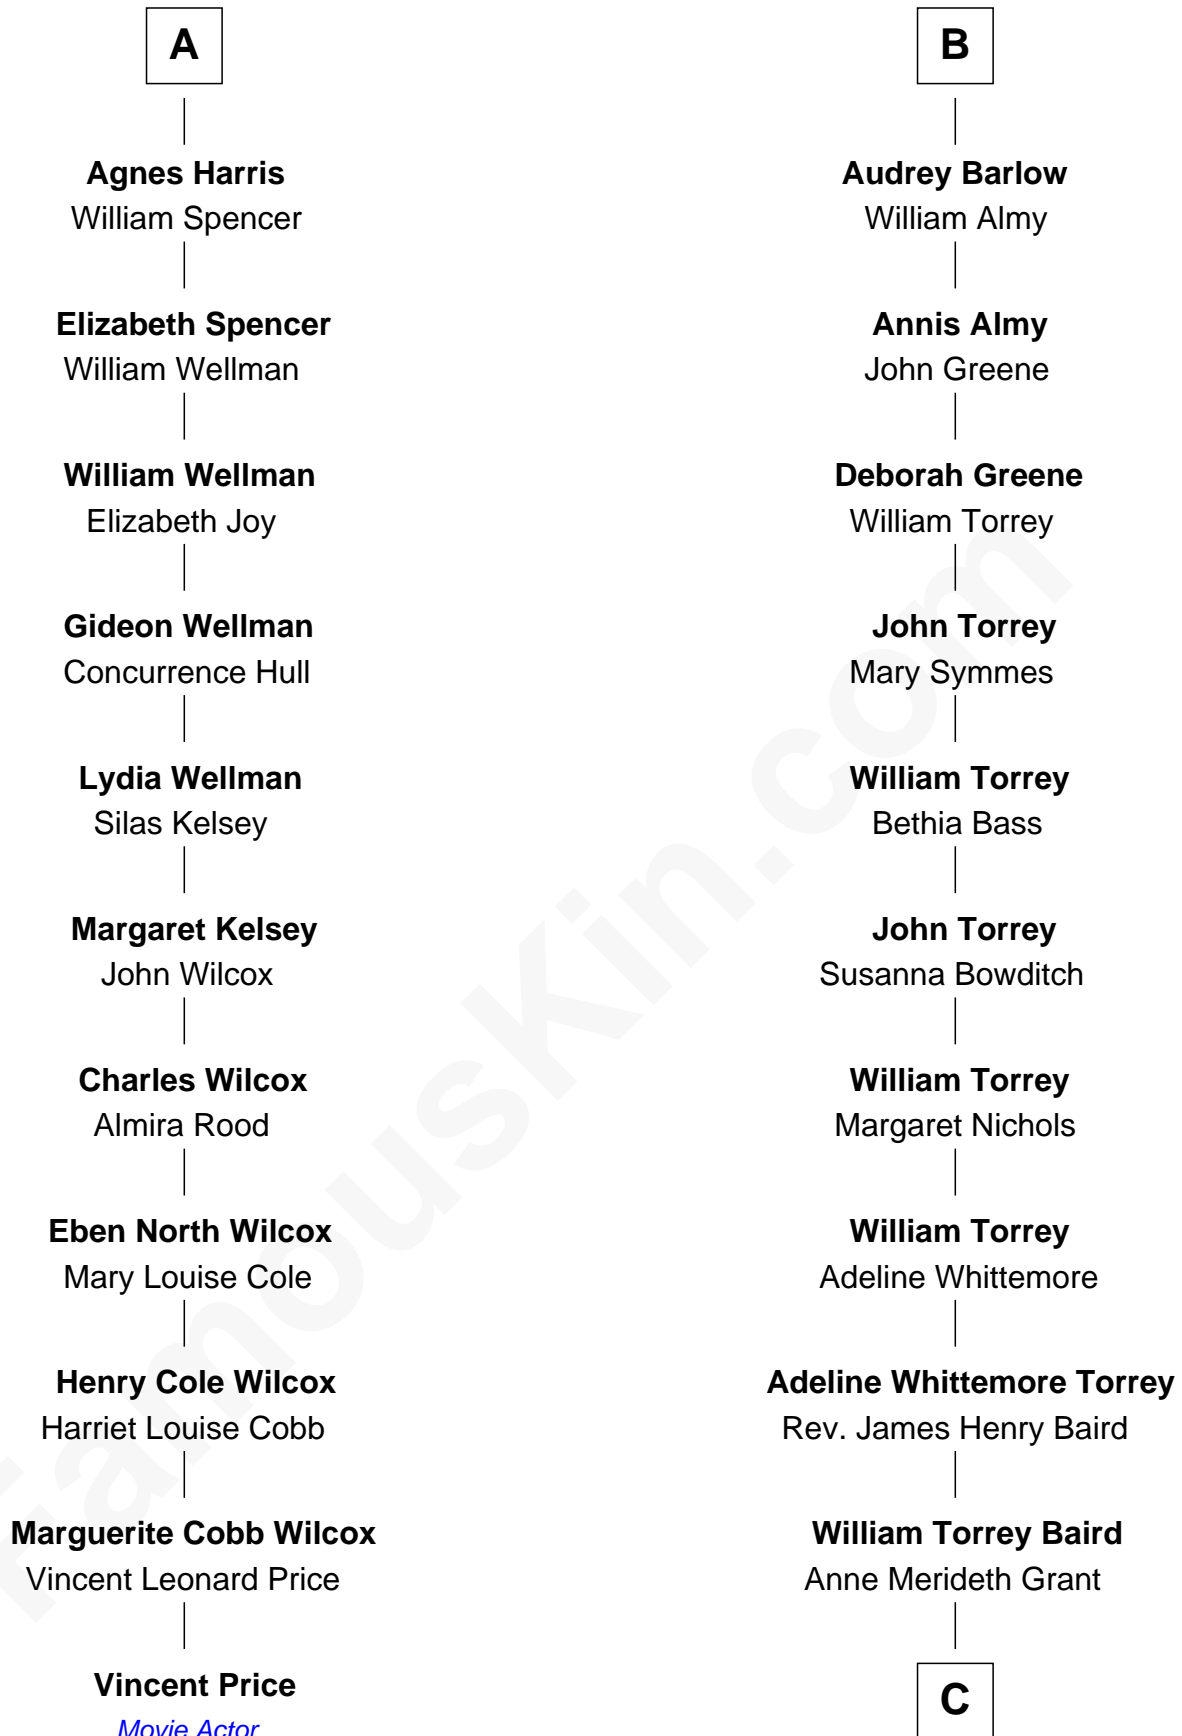 A
Agnes Harris
William Spencer
Elizabeth Spencer
William Wellman
William Wellman
Elizabeth Joy
Gideon Wellman
Concurrence Hull
Lydia Wellman
Silas Kelsey
Margaret Kelsey
John Wilcox
Charles Wilcox
Almira Rood
Eben North Wilcox
Mary Louise Cole
Henry Cole Wilcox
Harriet Louise Cobb
Marguerite Cobb Wilcox
Vincent Leonard Price
Vincent Price
Movie Actor
B
Audrey Barlow
William Almy
Annis Almy
John Greene
Deborah Greene
William Torrey
John Torrey
Mary Symmes
William Torrey
Bethia Bass
John Torrey
Susanna Bowditch
William Torrey
Margaret Nichols
William Torrey
Adeline Whittemore
Adeline Whittemore Torrey
Rev. James Henry Baird
William Torrey Baird
Anne Merideth Grant
C
FamousKin.com